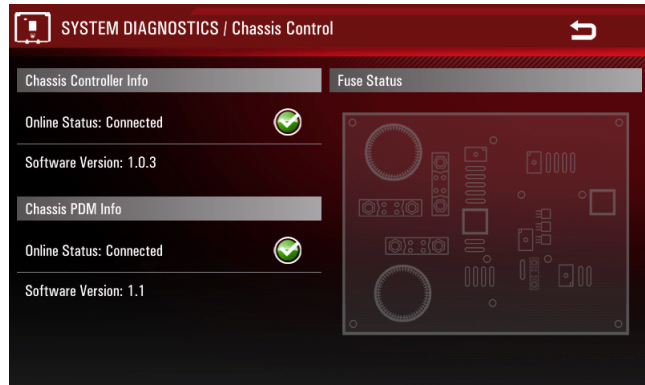 SYSTEM DIAGNOSTICS / Chassis Control
Chassis Controller Info
Online Status: Connected
Software Version: 1.0.3
Chassis PDM Info
Online Status: Connected
Software Version: 1.1
Fuse Status